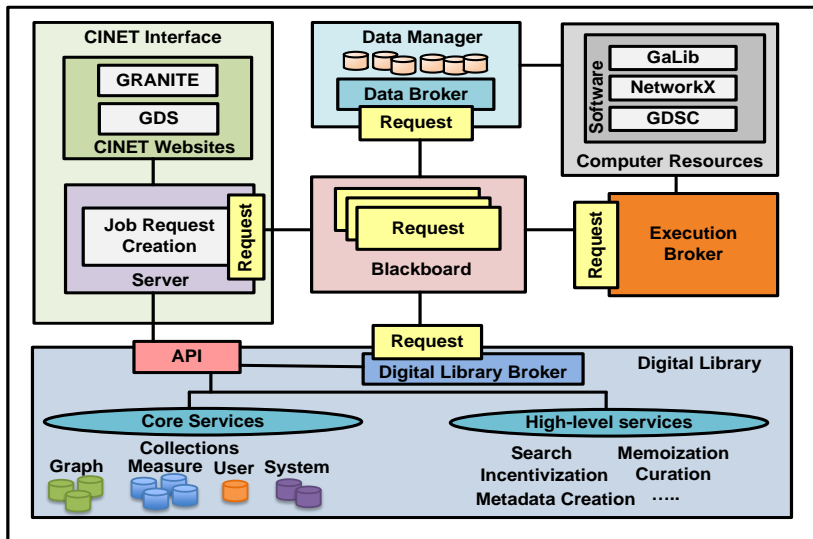 CINET Interface
GRANITE
GDS
CINET Websites
Job Request
Creation
Request
Server
Data Manager
Data Broker
Request
Request
Blackboard
Software
GaLib
NetworkX
GDSC
Computer Resources
Request
Execution
Broker
API
Request
Digital Library Broker
Digital Library
Core Services
Collections
Graph
Measure
User
System
High-level services
Search
Memoization
Incentivization
Curation
Metadata Creation
.....